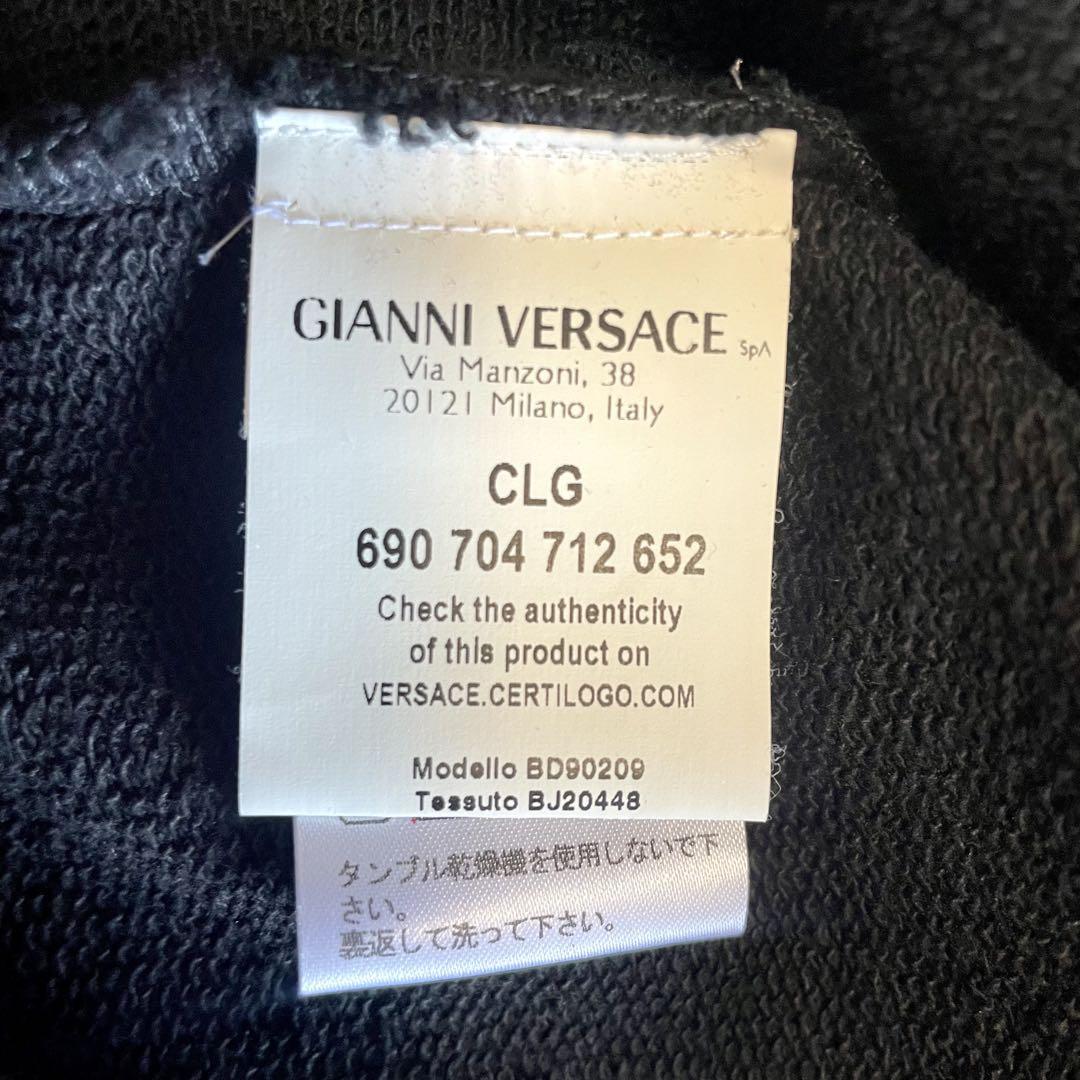 GIANNI VERSACE SpA
Via Manzoni, 38
20121 Milano, Italy
CLG
690 704 712 652
Check the authenticity
of this product on
VERSACE.CERTILOGO.COM
Modello BD90209
Tessuto BJ20448
タンブル乾燥機を使用しないで下
さい。
裏返して洗って下さい。